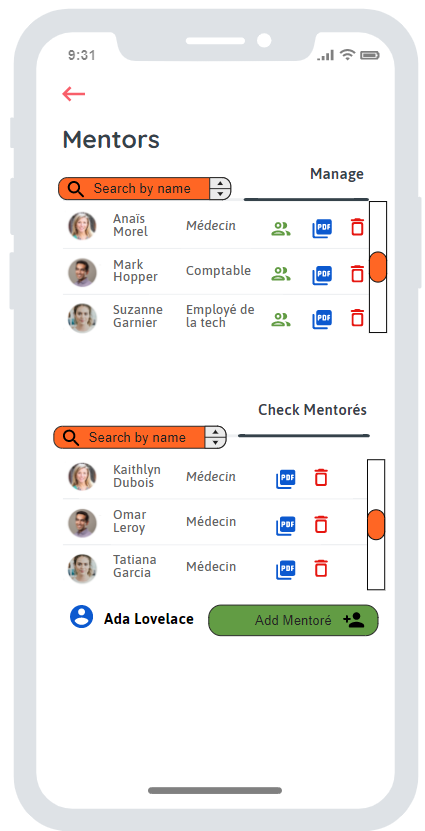 9:31
Mentors
Manage
Search by name
Anaïs Morel
Médecin
PDF
Mark Hopper
Comptable
PDF
Suzanne Garnier
Employé de la tech
PDF
Check Mentorés
Search by name
Kaithlyn Dubois
Médecin
PDF
Omar Leroy
Médecin
PDF
Tatiana Garcia
Médecin
PDF
Ada Lovelace
Add Mentoré